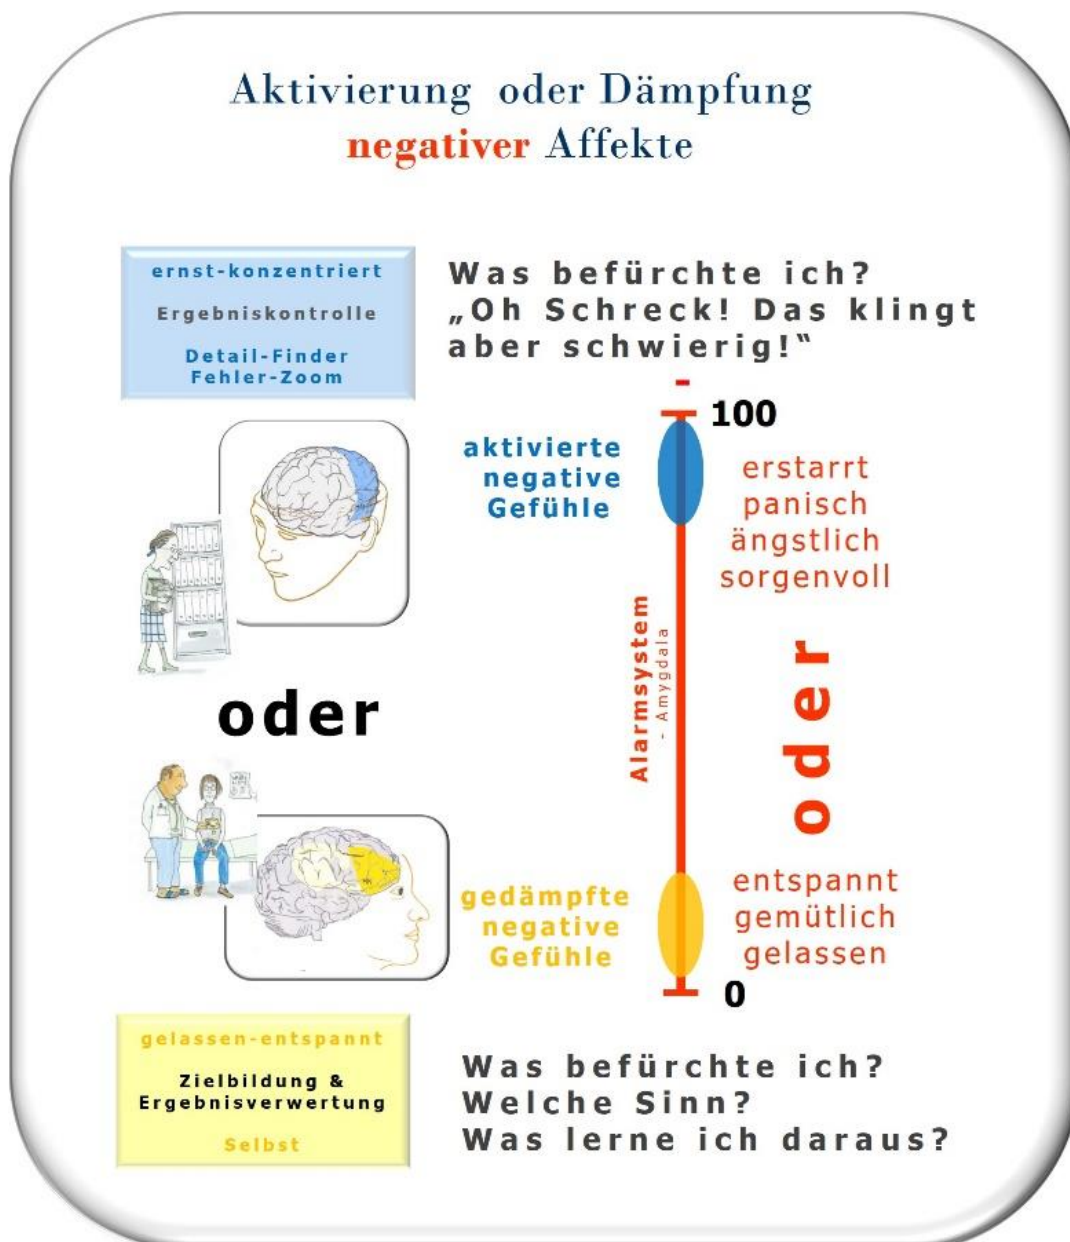 Aktivierung oder Dämpfung
negativer Affekte
ernst-konzentriert
Ergebniskontrolle
Detail-Finder
Fehler-Zoom
Was befürchte ich?
„Oh Schreck! Das klingt
aber schwierig!“
-
100
aktivierte
negative
Gefühle
erstarrt
panisch
ängstlich
sorgenvoll
Alarmsystem
- Amygdala
oder
oder
gedämpfte
negative
Gefühle
entspannt
gemütlich
gelassen
0
gelassen-entspannt
Zielbildung &
Ergebnisverwertung
Selbst
Was befürchte ich?
Welche Sinn?
Was lerne ich daraus?